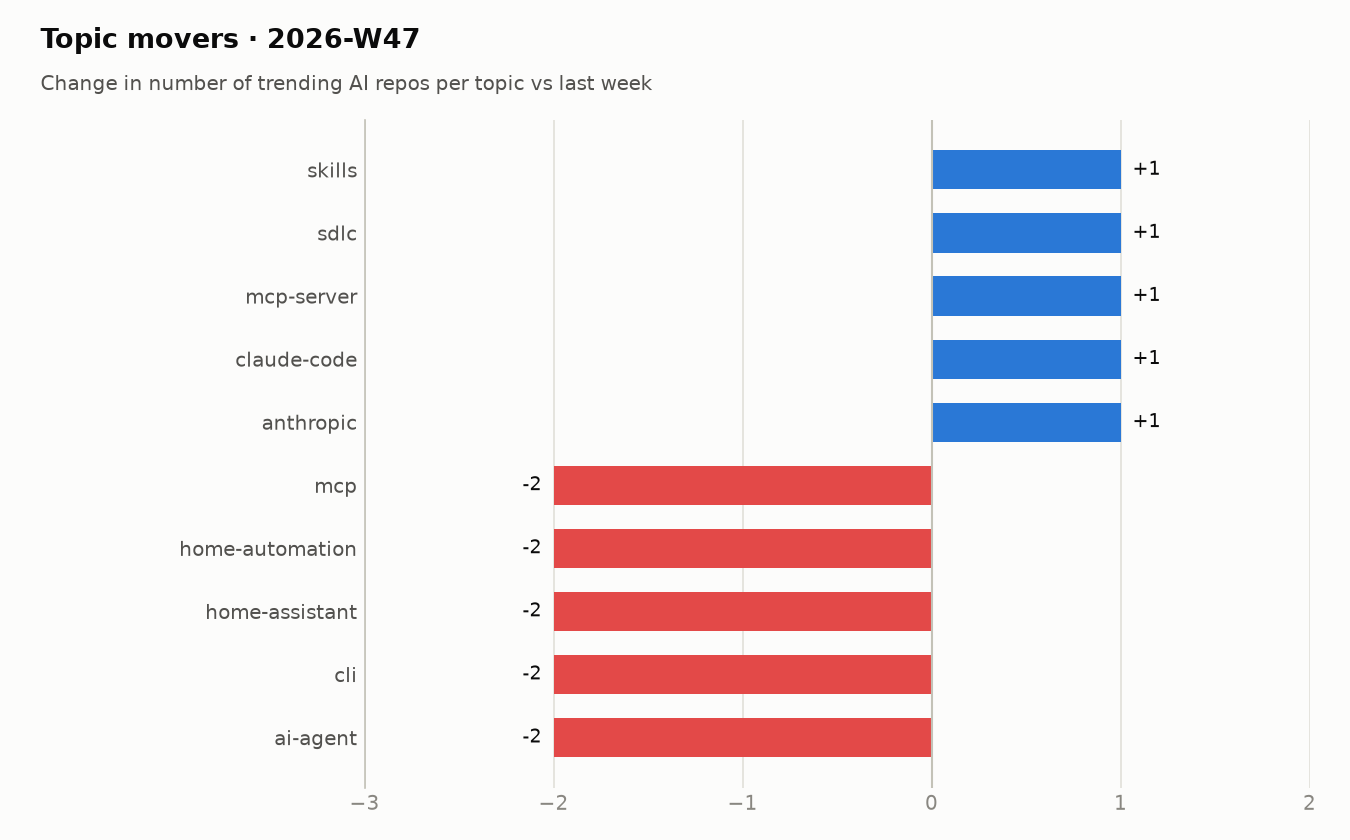 Topic movers · 2026-W47
Change in number of trending AI repos per topic vs last week
skills +1
sdlc +1
mcp-server +1
claude-code +1
anthropic +1
mcp -2
home-automation -2
home-assistant -2
cli -2
ai-agent -2
−3 −2 −1 0 1 2